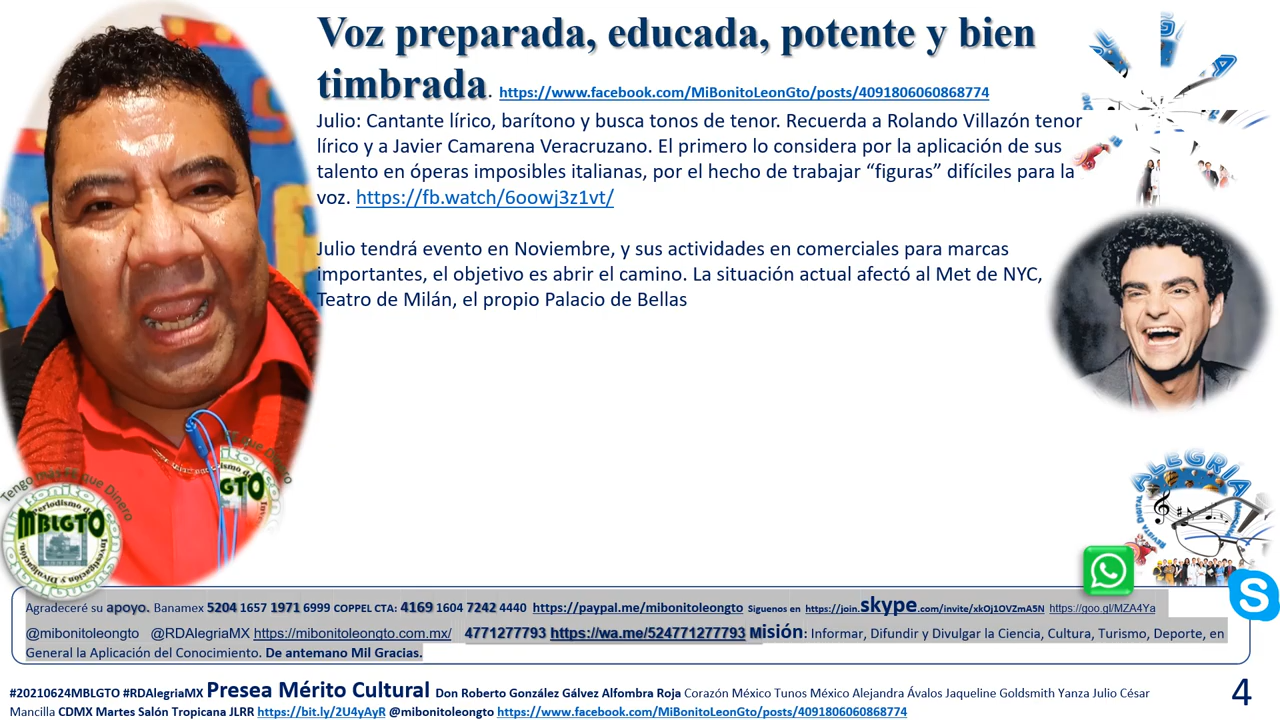 Voz preparada, educada, potente y bien
timbrada. https://www.facebook.com/MiBonitoLeonGto/posts/4091806060868774
Julio: Cantante lírico, barítono y busca tonos de tenor. Recuerda a Rolando Villazón tenor
lírico y a Javier Camarena Veracruzano. El primero lo considera por la aplicación de sus
talento en óperas imposibles italianas, por el hecho de trabajar “figuras” difíciles para la
voz. https://fb.watch/6oowj3z1vt/
Julio tendrá evento en Noviembre, y sus actividades en comerciales para marcas
importantes, el objetivo es abrir el camino. La situación actual afectó al Met de NYC,
Teatro de Milán, el propio Palacio de Bellas
GTO
Tengo más Fe que Dinero
Periodismo de
MBLGTO
Investigación y Divulgación
ALEGRIA
Revista Digital
Agradeceré su apoyo. Banamex 5204 1657 1971 6999 COPPEL CTA: 4169 1604 7242 4440 https://paypal.me/mibonitoleongto Siguenos en https://join.skype.com/invite/xkOj1OVZmA5N https://goo.gl/MZA4Ya
@mibonitoleongto @RDAlegriaMX https://mibonitoleongto.com.mx/ 4771277793 https://wa.me/524771277793 Misión: Informar, Difundir y Divulgar la Ciencia, Cultura, Turismo, Deporte, en
General la Aplicación del Conocimiento. De antemano Mil Gracias.
#20210624MBLGTO #RDAlegriaMX Presea Mérito Cultural Don Roberto González Gálvez Alfombra Roja Corazón México Tunos México Alejandra Ávalos Jaqueline Goldsmith Yanza Julio César
Mancilla CDMX Martes Salón Tropicana JLRR https://bit.ly/2U4yAyR @mibonitoleongto https://www.facebook.com/MiBonitoLeonGto/posts/4091806060868774
4